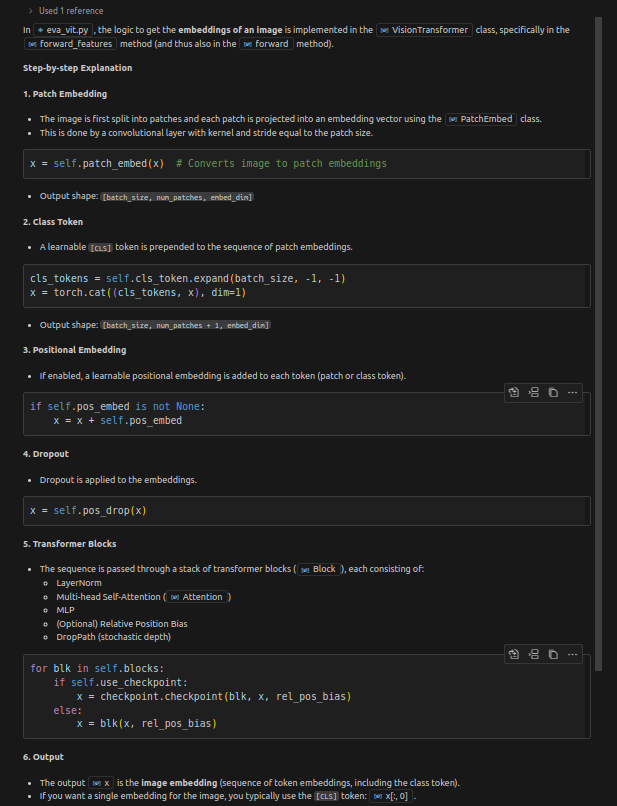 Used 1 reference
In eva_vit.py , the logic to get the embeddings of an image is implemented in the VisionTransformer class, specifically in the
forward_features method (and thus also in the forward method).
Step-by-step Explanation
1. Patch Embedding
• The image is first split into patches and each patch is projected into an embedding vector using the PatchEmbed class.
• This is done by a convolutional layer with kernel and stride equal to the patch size.
x = self.patch_embed(x)  # Converts image to patch embeddings
• Output shape: [batch_size, num_patches, embed_dim]
2. Class Token
• A learnable [CLS] token is prepended to the sequence of patch embeddings.
cls_tokens = self.cls_token.expand(batch_size, -1, -1)
x = torch.cat((cls_tokens, x), dim=1)
• Output shape: [batch_size, num_patches + 1, embed_dim]
3. Positional Embedding
• If enabled, a learnable positional embedding is added to each token (patch or class token).
if self.pos_embed is not None:
    x = x + self.pos_embed
4. Dropout
• Dropout is applied to the embeddings.
x = self.pos_drop(x)
5. Transformer Blocks
• The sequence is passed through a stack of transformer blocks ( Block ), each consisting of:
○ LayerNorm
○ Multi-head Self-Attention ( Attention )
○ MLP
○ (Optional) Relative Position Bias
○ DropPath (stochastic depth)
for blk in self.blocks:
    if self.use_checkpoint:
        x = checkpoint.checkpoint(blk, x, rel_pos_bias)
    else:
        x = blk(x, rel_pos_bias)
6. Output
• The output x is the image embedding (sequence of token embeddings, including the class token).
• If you want a single embedding for the image, you typically use the [CLS] token: x[:, 0] .